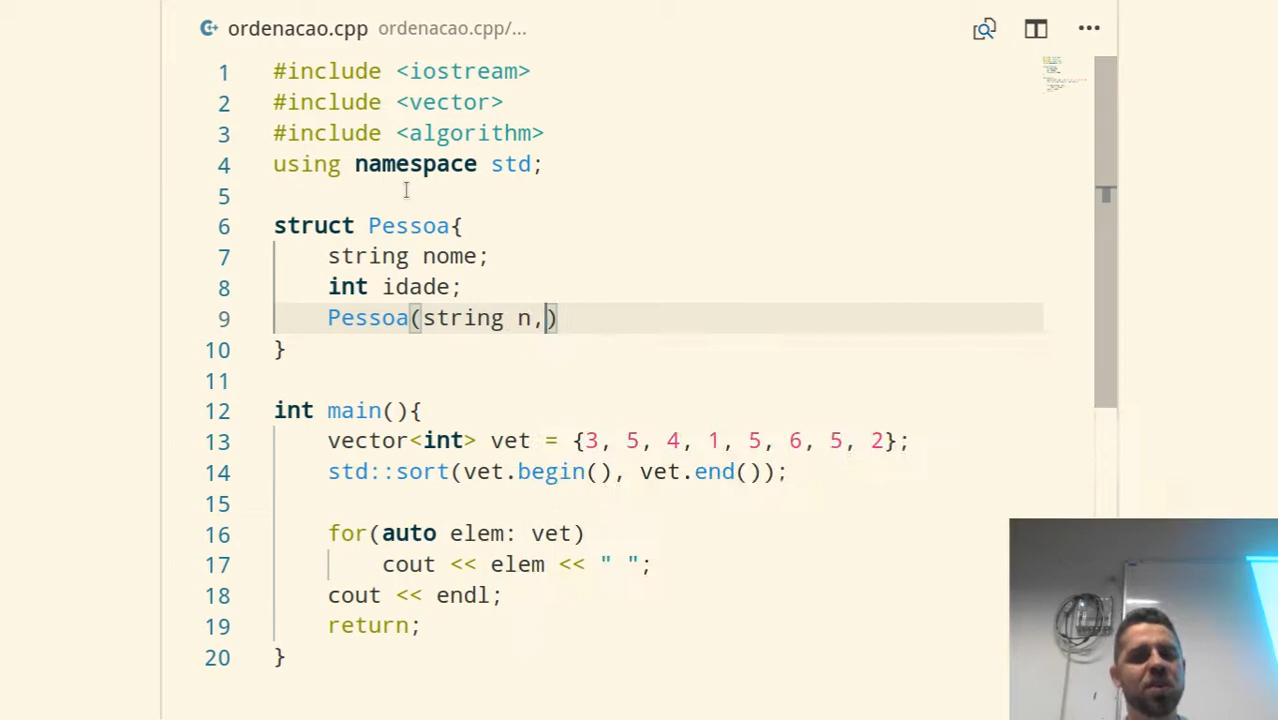 ordenacao.cpp ordenacao.cpp/...
1 #include <iostream>
2 #include <vector>
3 #include <algorithm>
4 using namespace std;
5
6 struct Pessoa{
7 string nome;
8 int idade;
9 Pessoa(string n,)
10 }
11
12 int main(){
13 vector<int> vet = {3, 5, 4, 1, 5, 6, 5, 2};
14 std::sort(vet.begin(), vet.end());
15
16 for(auto elem: vet)
17 cout << elem << " ";
18 cout << endl;
19 return;
20 }